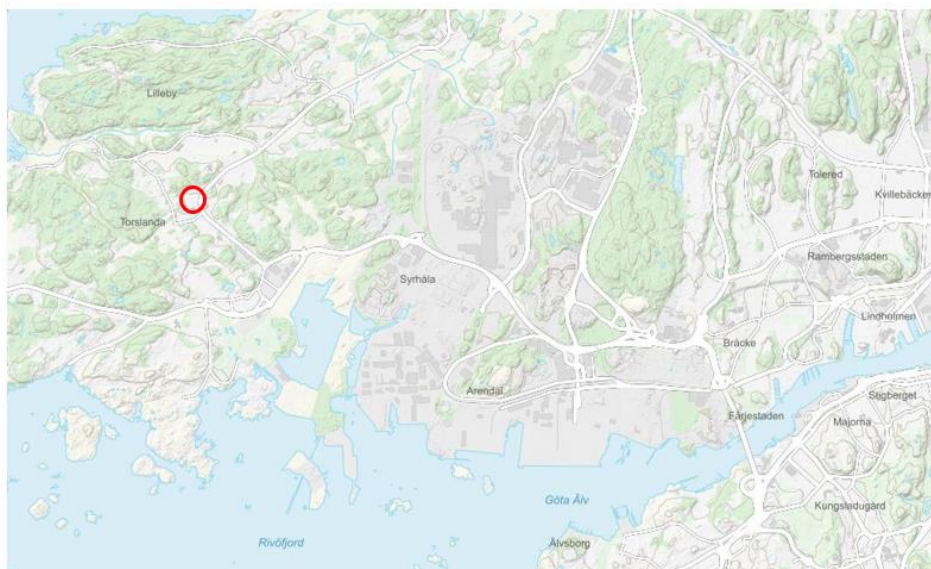 Lilleby
Tolered
Kvillebäcken
Torslanda
Rambergsstaden
Syrhåla
Lindholmen
Bräcke
Arendal
Stigberget
Färjestaden
Majorna
Göta Älv
Kungsladugård
Rivöfjord
Älvsborg